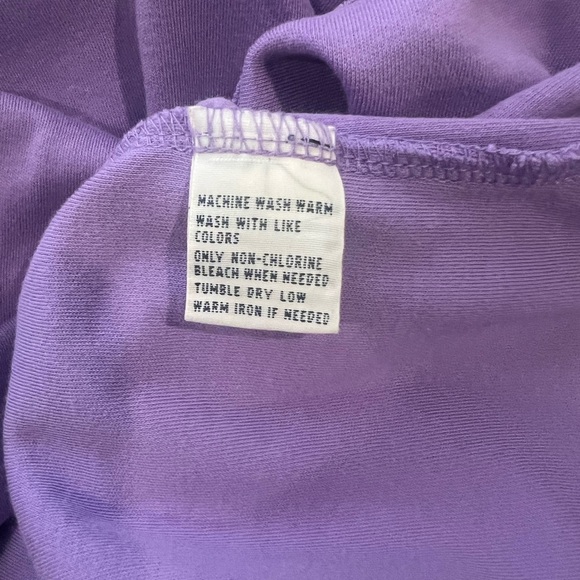 MACHINE WASH WARM
WASH WITH LIKE
COLORS
ONLY NON-CHLORINE
BLEACH WHEN NEEDED
TUMBLE DRY LOW
WARM IRON IF NEEDED